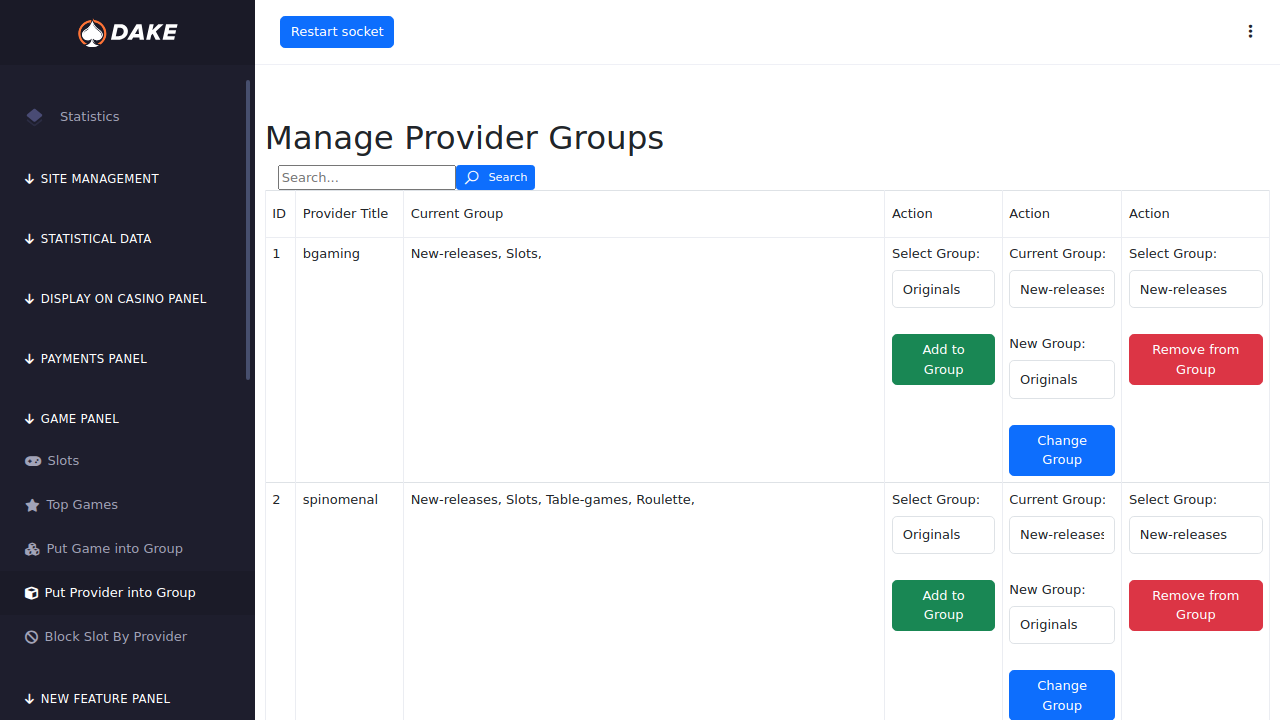 DAKE
Restart socket
Statistics
SITE MANAGEMENT
STATISTICAL DATA
DISPLAY ON CASINO PANEL
PAYMENTS PANEL
GAME PANEL
Slots
Top Games
Put Game into Group
Put Provider into Group
Block Slot By Provider
NEW FEATURE PANEL
Manage Provider Groups
Search...
Search
ID Provider Title Current Group Action Action Action
1 bgaming New-releases, Slots,
Select Group:
Originals
Add to
Group
Current Group:
New-releases
New Group:
Originals
Change
Group
Select Group:
New-releases
Remove from
Group
2 spinomenal New-releases, Slots, Table-games, Roulette,
Select Group:
Originals
Add to
Group
Current Group:
New-releases
New Group:
Originals
Change
Group
Select Group:
New-releases
Remove from
Group